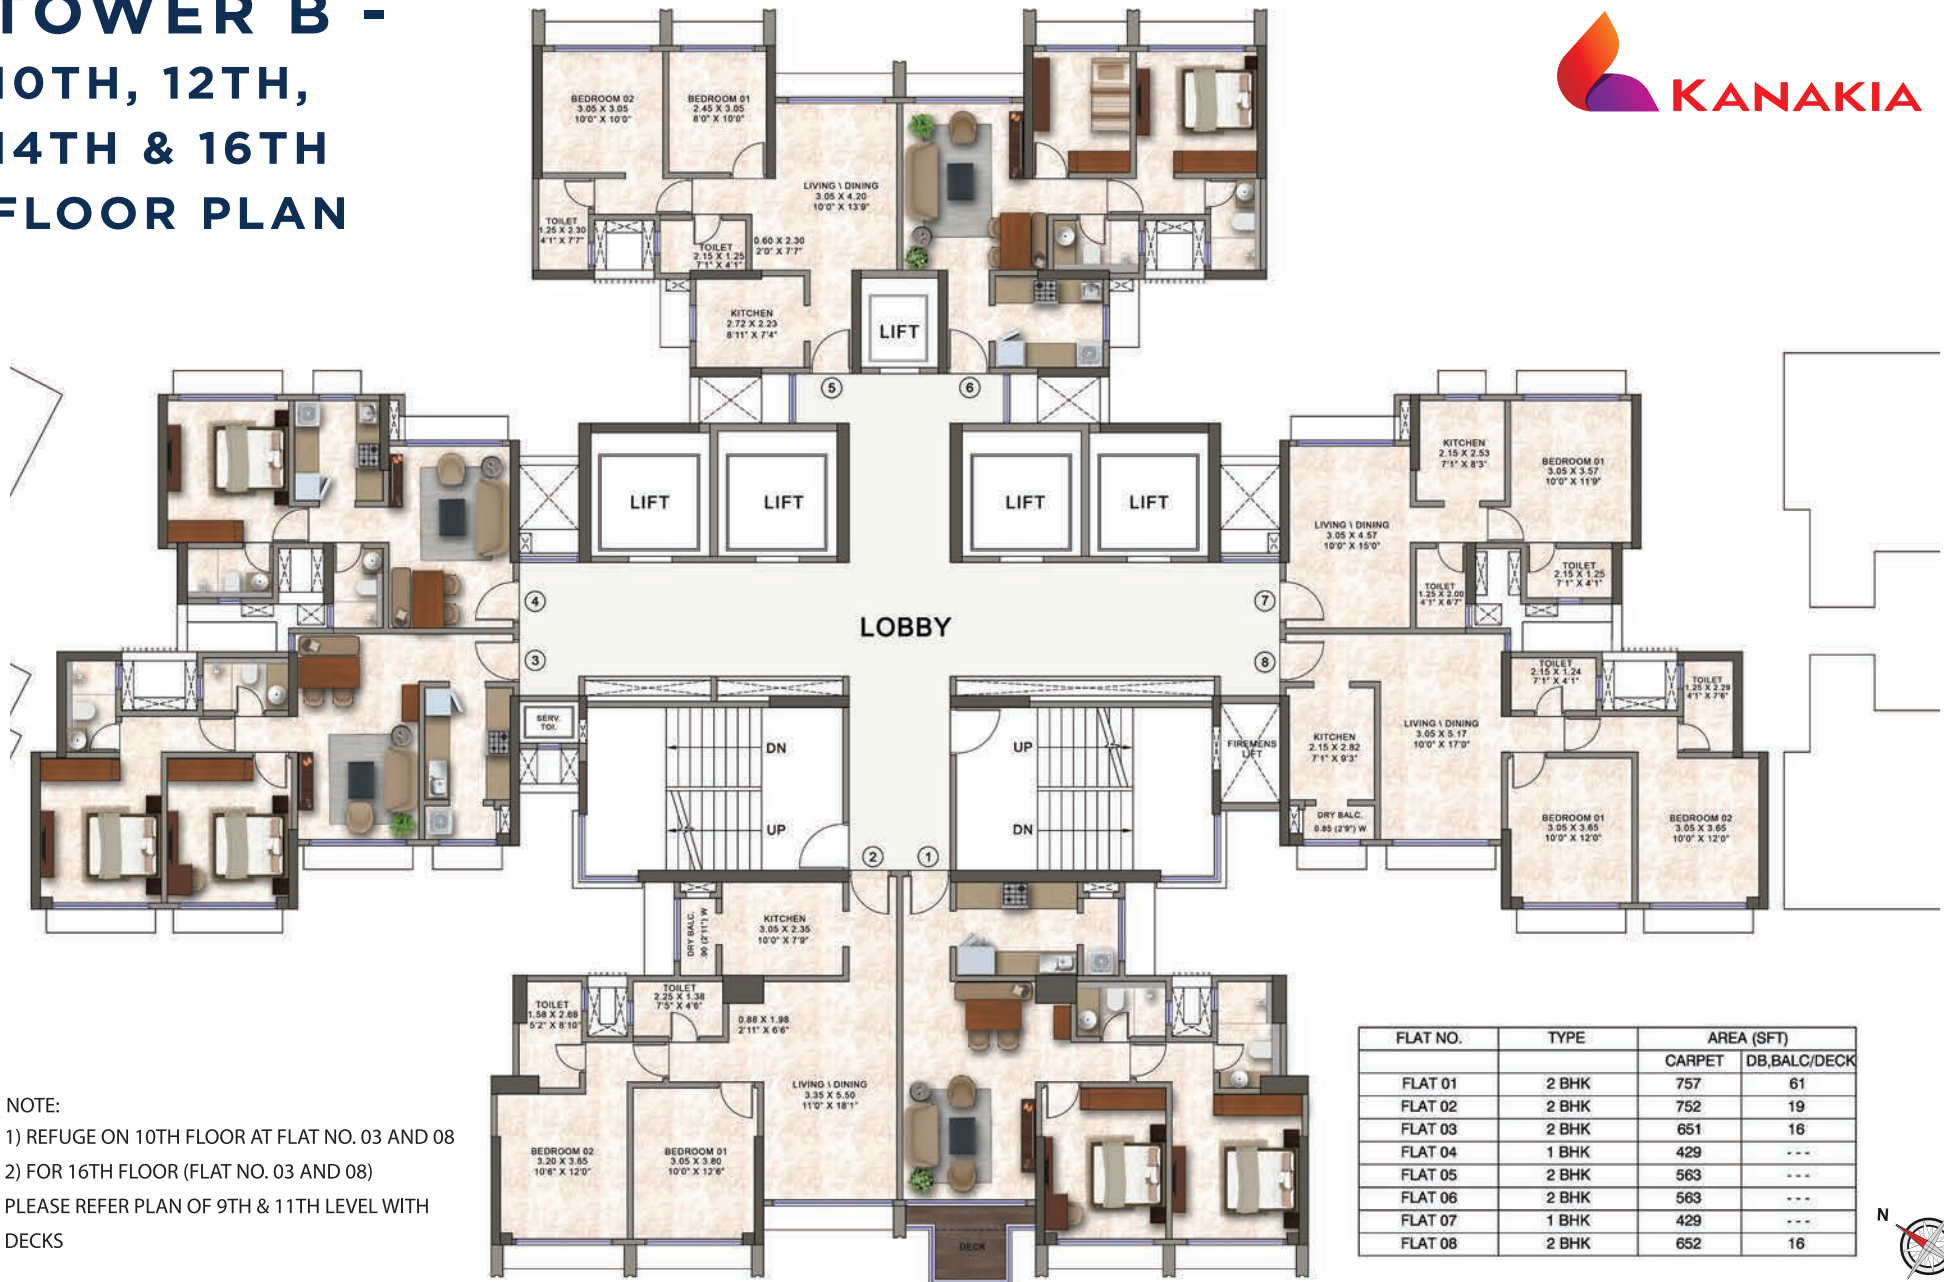 TOWER B -
10TH, 12TH,
14TH & 16TH
FLOOR PLAN
KANAKIA
BEDROOM 02
3.05 X 3.05
10'0" X 10'0"
BEDROOM 01
2.45 X 3.05
8'0" X 10'0"
LIVING \ DINING
3.05 X 4.20
10'0" X 13'9"
TOILET
1.25 X 2.30
4'1" X 7'7"
TOILET
2.15 X 1.25
7'1" X 4'1"
0.60 X 2.30
2'0" X 7'7"
KITCHEN
2.72 X 2.23
8'11" X 7'4"
LIFT
5
6
LIFT
LIFT
LIFT
LIFT
KITCHEN
2.15 X 2.53
7'1" X 8'3"
BEDROOM 01
3.05 X 3.57
10'0" X 11'9"
LIVING \ DINING
3.05 X 4.57
10'0" X 15'0"
TOILET
1.25 X 2.00
4'1" X 6'7"
TOILET
2.15 X 1.25
7'1" X 4'1"
4
7
LOBBY
3
8
TOILET
2.15 X 1.24
7'1" X 4'1"
TOILET
1.25 X 2.29
4'1" X 7'6"
SERV.
TOI.
DN
UP
UP
DN
FIREMENS
LIFT
KITCHEN
2.15 X 2.82
7'1" X 9'3"
LIVING \ DINING
3.05 X 5.17
10'0" X 17'0"
DRY BALC.
0.85 (2'9") W
BEDROOM 01
3.05 X 3.65
10'0" X 12'0"
BEDROOM 02
3.05 X 3.65
10'0" X 12'0"
2
1
DRY BALC.
.90 (2'11") W
KITCHEN
3.05 X 2.35
10'0" X 7'9"
TOILET
1.58 X 2.68
5'2" X 8'10"
TOILET
2.25 X 1.38
7'5" X 4'6"
0.88 X 1.98
2'11" X 6'6"
LIVING \ DINING
3.35 X 5.50
11'0" X 18'1"
BEDROOM 02
3.20 X 3.65
10'6" X 12'0"
BEDROOM 01
3.05 X 3.80
10'0" X 12'6"
DECK
NOTE:
1) REFUGE ON 10TH FLOOR AT FLAT NO. 03 AND 08
2) FOR 16TH FLOOR (FLAT NO. 03 AND 08)
PLEASE REFER PLAN OF 9TH & 11TH LEVEL WITH
DECKS
FLAT NO. TYPE AREA (SFT)
CARPET DB,BALC/DECK
FLAT 01 2 BHK 757 61
FLAT 02 2 BHK 752 19
FLAT 03 2 BHK 651 16
FLAT 04 1 BHK 429 ---
FLAT 05 2 BHK 563 ---
FLAT 06 2 BHK 563 ---
FLAT 07 1 BHK 429 ---
FLAT 08 2 BHK 652 16
N